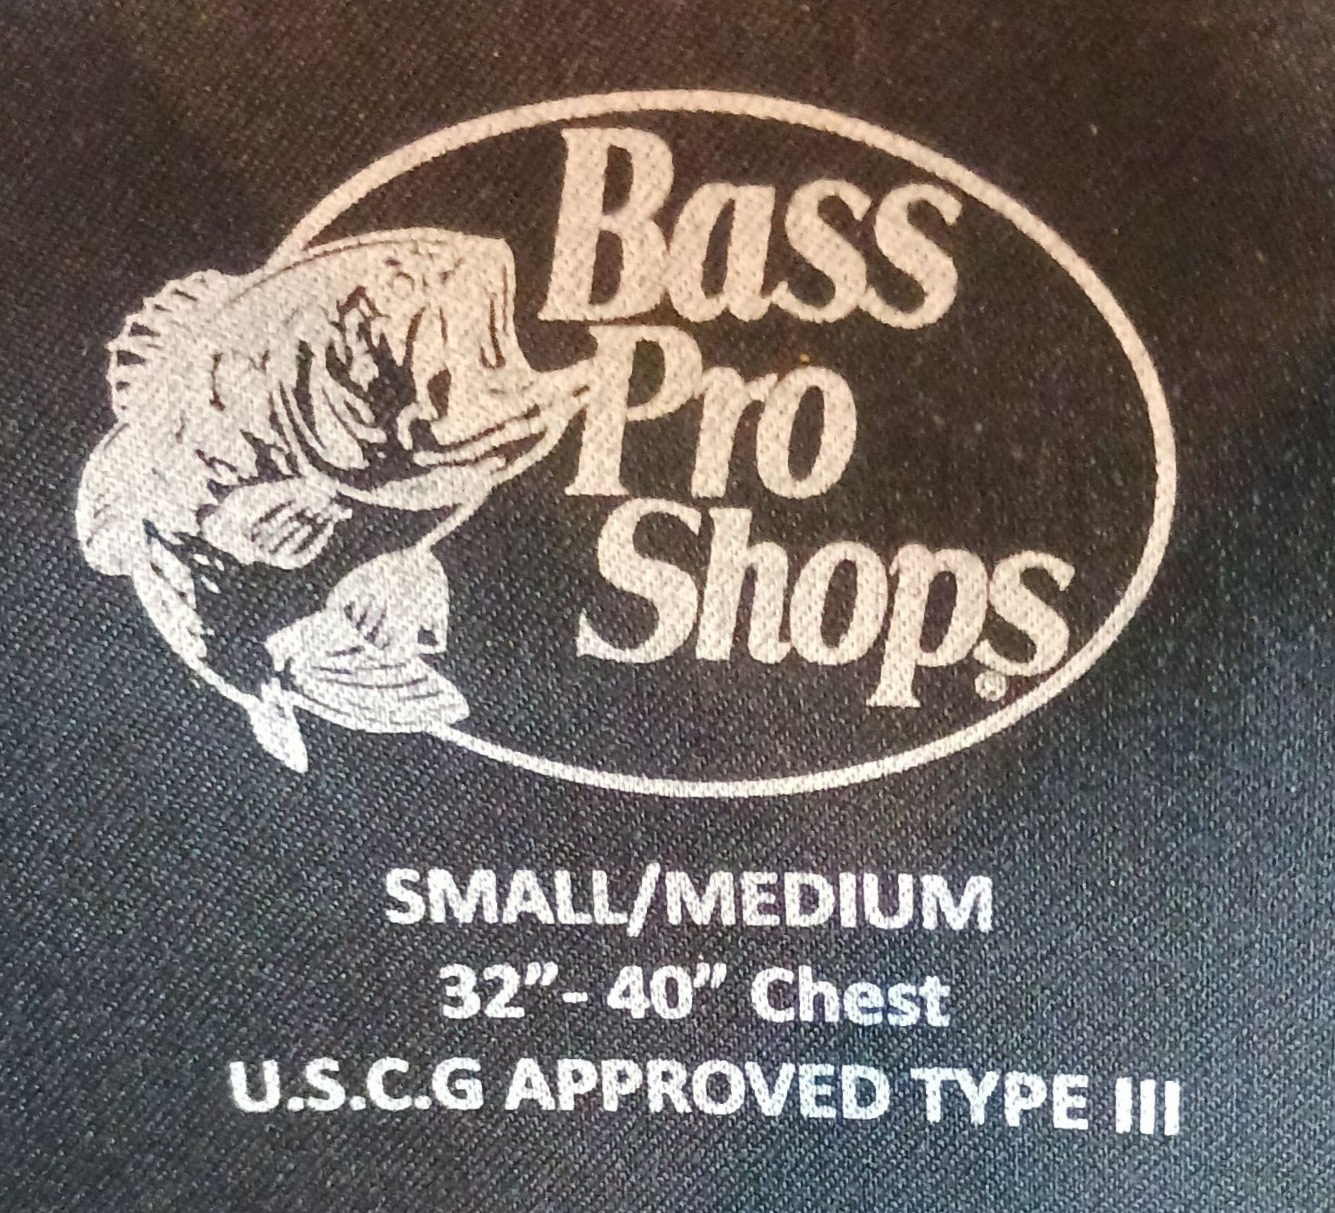 Bass
Pro
Shops®
SMALL/MEDIUM
32”- 40” Chest
U.S.C.G APPROVED TYPE III